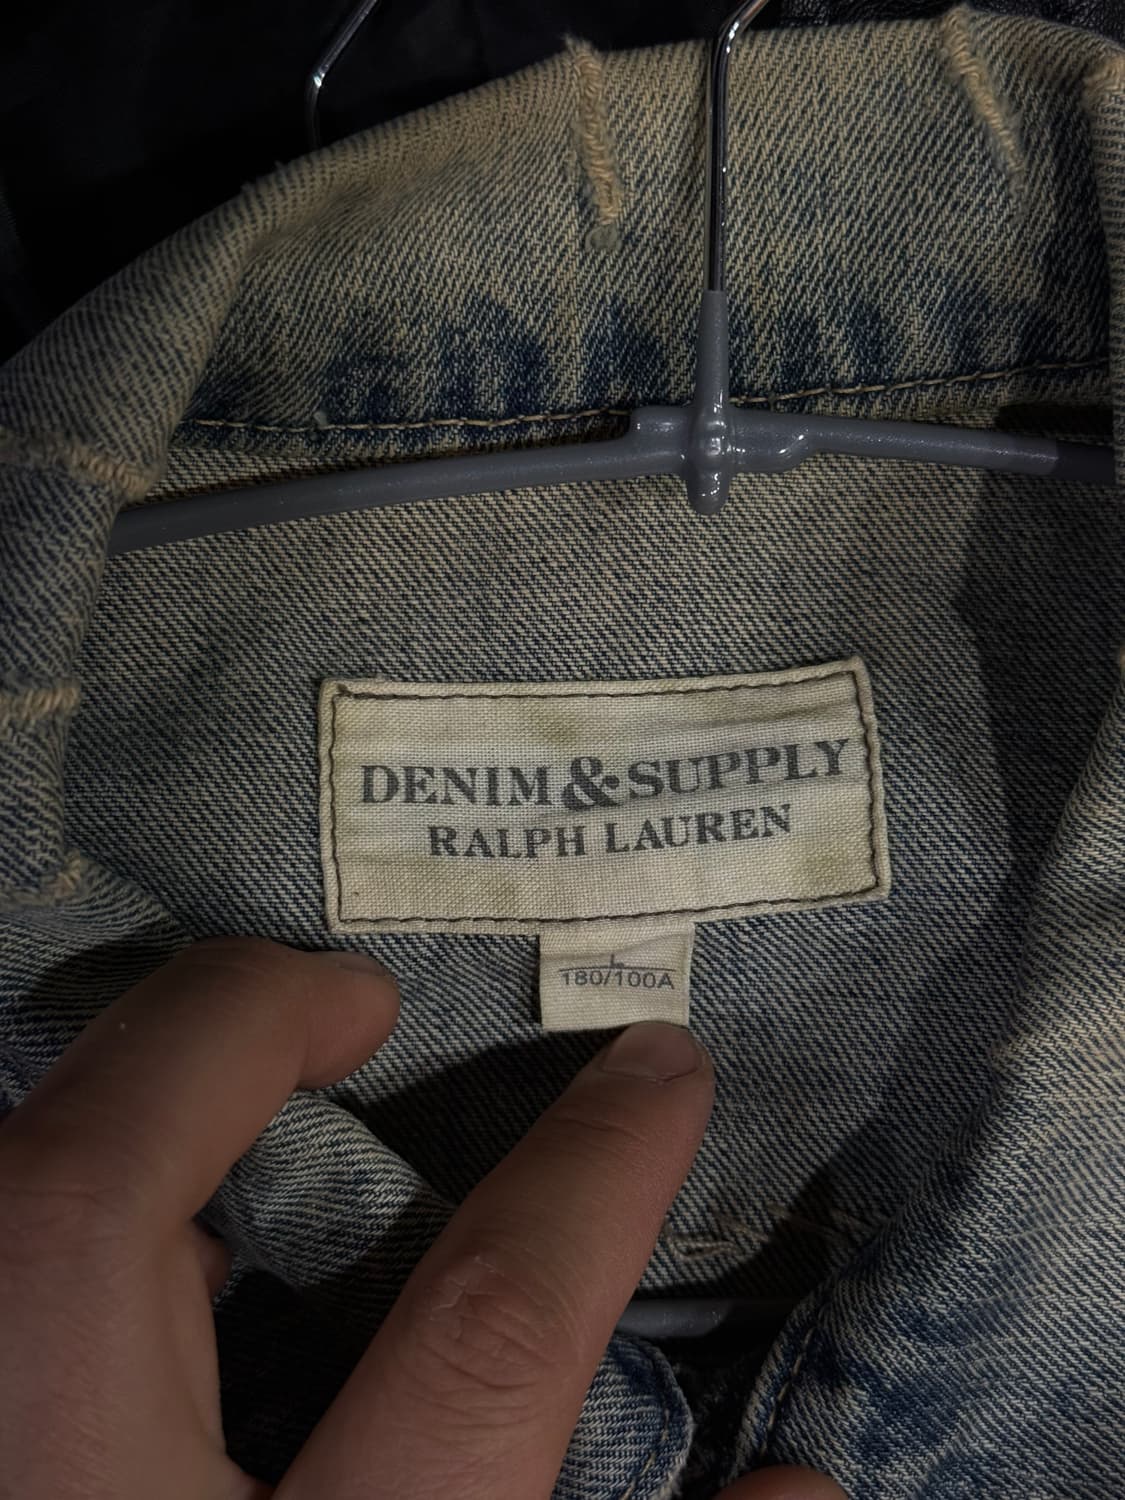 DENIM & SUPPLY
RALPH LAUREN
L
180/100A